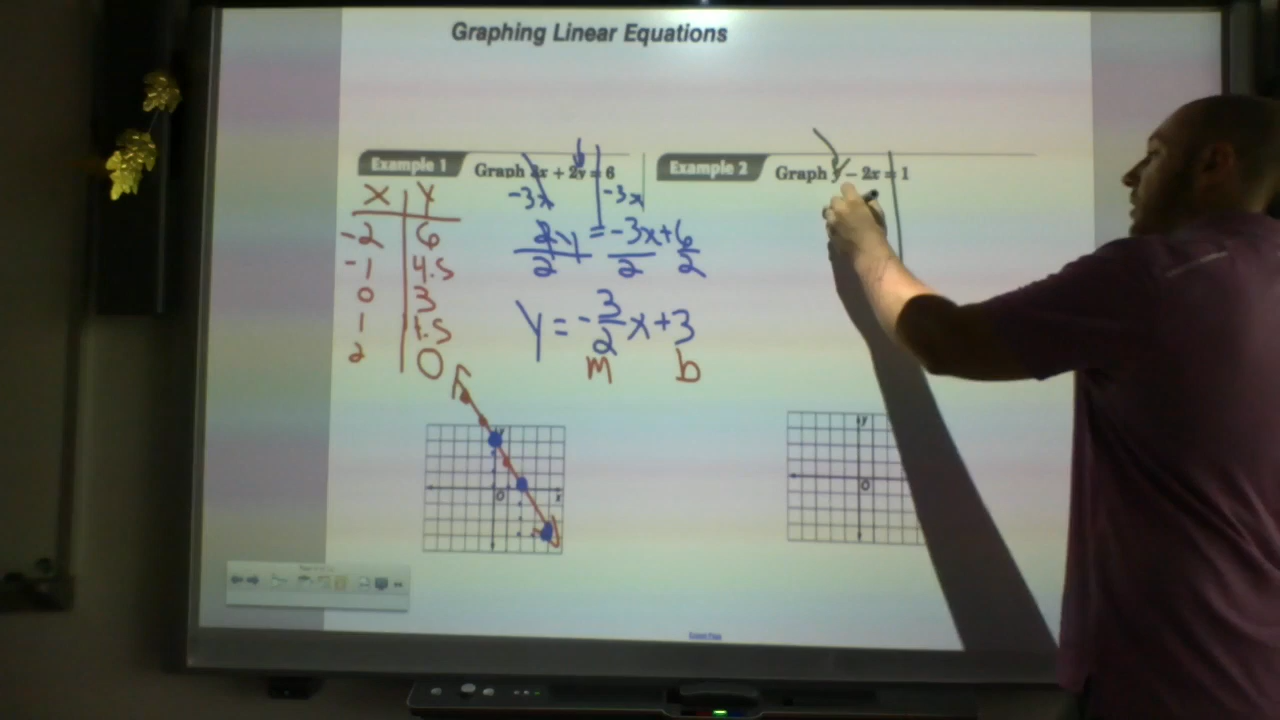 Graphing Linear Equations
Example 1 Graph 3x + 2y = 6
-3x -3x
2y = -3x+6
2 2 2
y = -3/2 x+3
m b
X Y
-2 6
-1 4.5
0 3
1 1.5
2 0
y
O x
Example 2 Graph y – 2x = 1
y
O